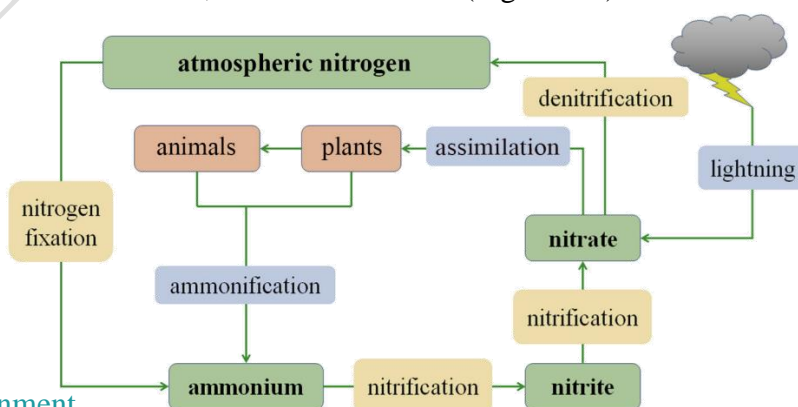 atmospheric nitrogen
denitrification
animals
plants
assimilation
lightning
nitrogen
fixation
nitrate
ammonification
nitrification
ammonium
nitrification
nitrite